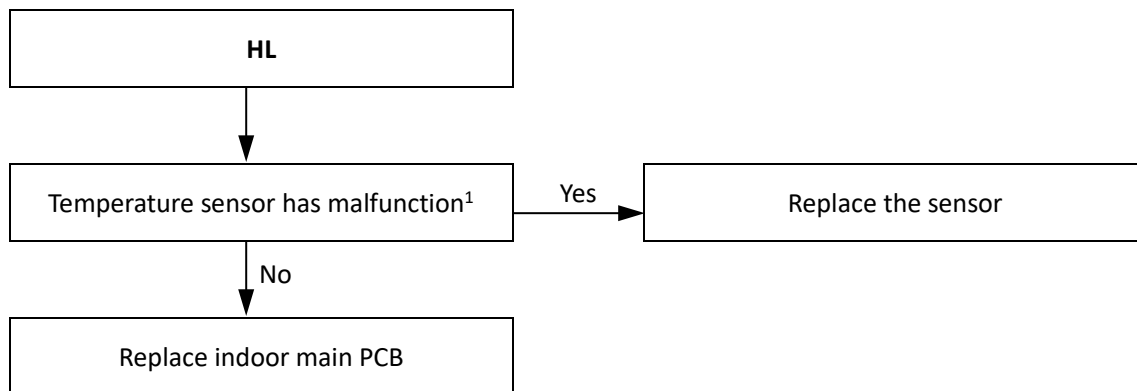 HL
Temperature sensor has malfunction¹
Yes
Replace the sensor
No
Replace indoor main PCB